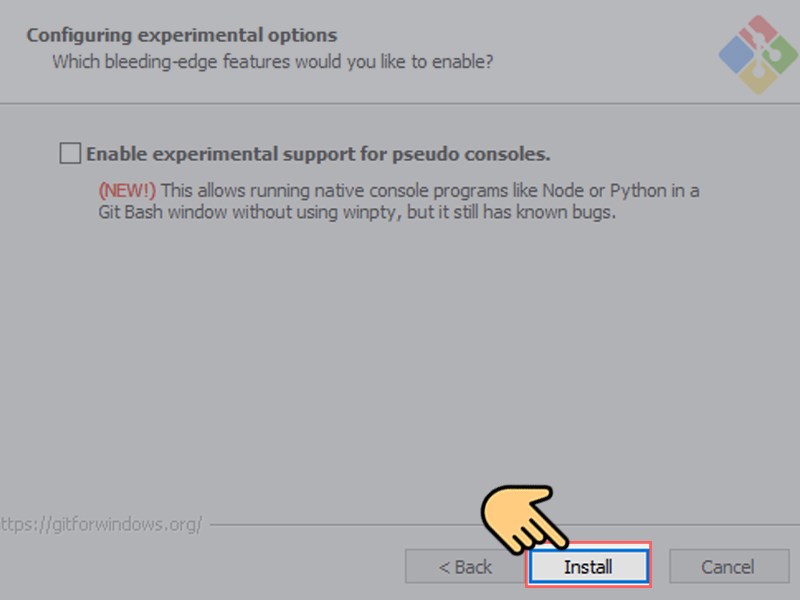 Configuring experimental options
Which bleeding-edge features would you like to enable?
Enable experimental support for pseudo consoles.
(NEW!) This allows running native console programs like Node or Python in a
Git Bash window without using winpty, but it still has known bugs.
ttps://gitforwindows.org/
< Back
Install
Cancel